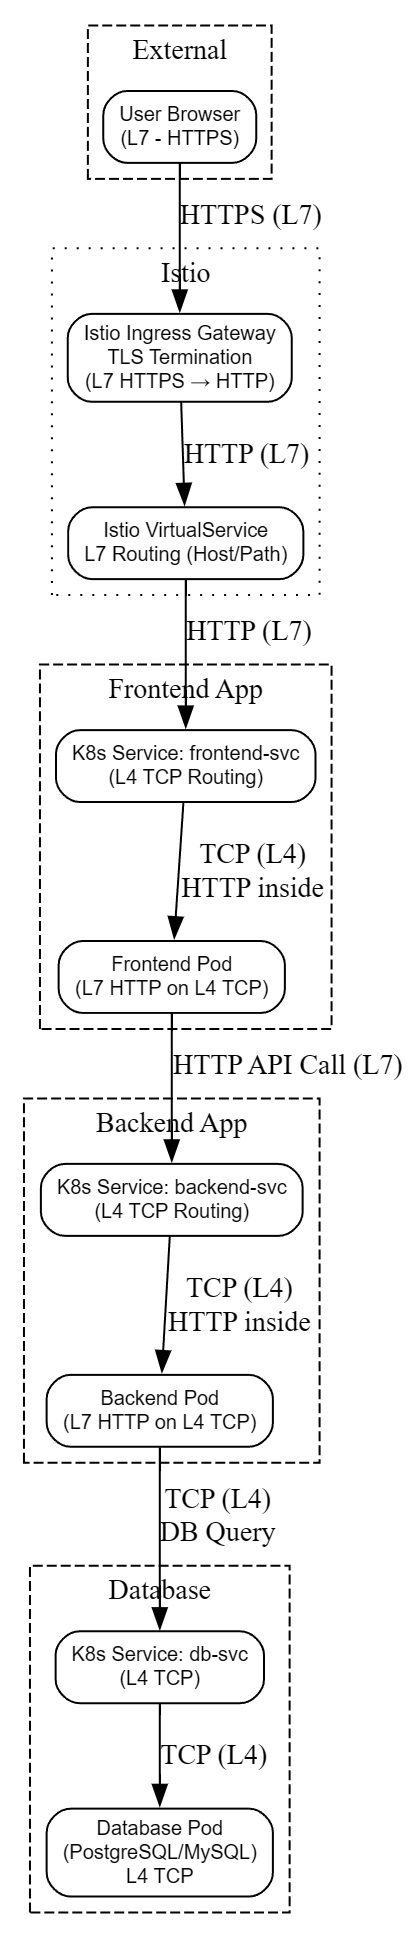 External
User Browser
(L7 - HTTPS)
HTTPS (L7)
Istio
Istio Ingress Gateway
TLS Termination
(L7 HTTPS → HTTP)
HTTP (L7)
Istio VirtualService
L7 Routing (Host/Path)
HTTP (L7)
Frontend App
K8s Service: frontend-svc
(L4 TCP Routing)
TCP (L4)
HTTP inside
Frontend Pod
(L7 HTTP on L4 TCP)
HTTP API Call (L7)
Backend App
K8s Service: backend-svc
(L4 TCP Routing)
TCP (L4)
HTTP inside
Backend Pod
(L7 HTTP on L4 TCP)
TCP (L4)
DB Query
Database
K8s Service: db-svc
(L4 TCP)
TCP (L4)
Database Pod
(PostgreSQL/MySQL)
L4 TCP